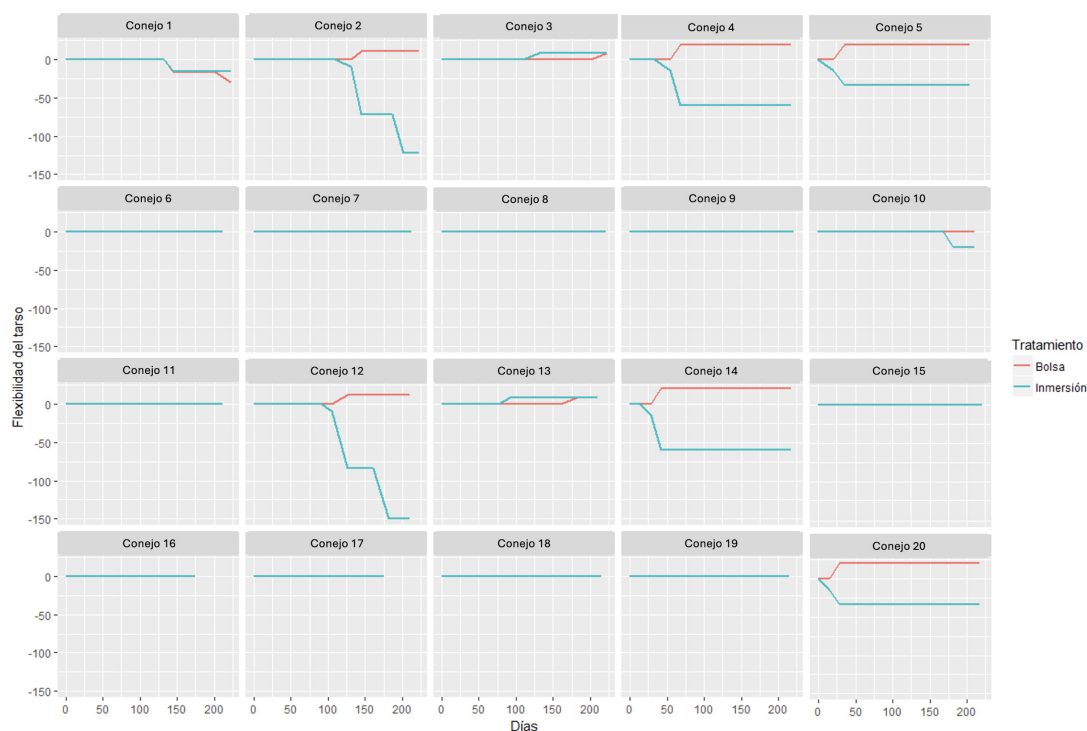 Conejo 1 Conejo 2 Conejo 3 Conejo 4 Conejo 5
0
-50
-100
-150
Conejo 6 Conejo 7 Conejo 8 Conejo 9 Conejo 10
0
-50
-100
-150
Conejo 11 Conejo 12 Conejo 13 Conejo 14 Conejo 15
0
-50
-100
-150
Conejo 16 Conejo 17 Conejo 18 Conejo 19 Conejo 20
0
-50
-100
-150
0 50 100 150 200 0 50 100 150 200 0 50 100 150 200 0 50 100 150 200 0 50 100 150 200
Días
Flexibilidad del tarso
Tratamiento
Bolsa
Inmersión